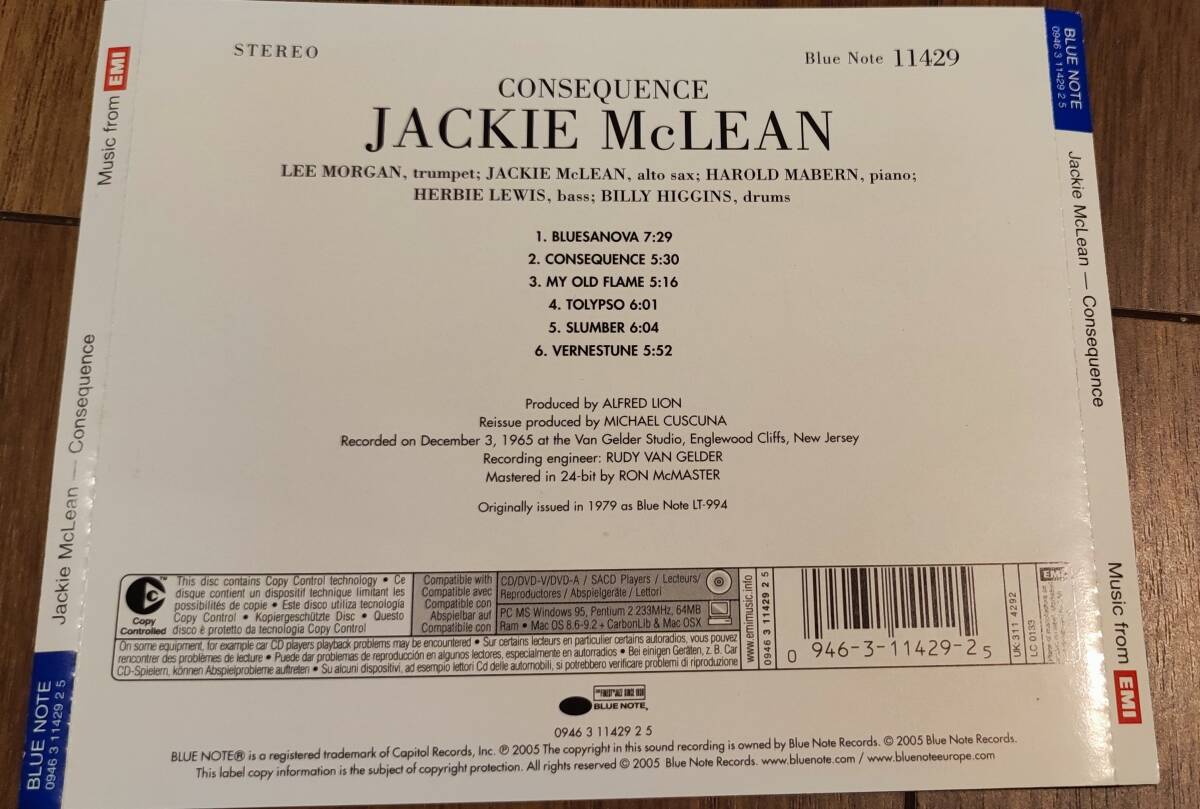 STEREO
Blue Note 11429
CONSEQUENCE
JACKIE McLEAN
LEE MORGAN, trumpet; JACKIE McLEAN, alto sax; HAROLD MABERN, piano;
HERBIE LEWIS, bass; BILLY HIGGINS, drums
1. BLUESANOVA 7:29
2. CONSEQUENCE 5:30
3. MY OLD FLAME 5:16
4. TOLYPSO 6:01
5. SLUMBER 6:04
6. VERNESTUNE 5:52
Produced by ALFRED LION
Reissue produced by MICHAEL CUSCUNA
Recorded on December 3, 1965 at the Van Gelder Studio, Englewood Cliffs, New Jersey
Recording engineer: RUDY VAN GELDER
Mastered in 24-bit by RON McMASTER
Originally issued in 1979 as Blue Note LT-994
Copy
Controlled
TM
This disc contains Copy Control technology • Ce
disque contient un dispositif technique limitant les
possibilités de copie • Este disco utiliza tecnología
Copy Control • Kopiergeschützte Disc • Questo
disco è protetto da tecnologia Copy Control
Compatible with
Compatible avec
Compatible con
Abspielbar auf
Compatibile con
CD/DVD-V/DVD-A / SACD Players / Lecteurs/
Reproductores / Abspielgeräte / Lettori
PC MS Windows 95, Pentium 2 233MHz, 64MB
Ram • Mac OS 8.6-9.2 + CarbonLib & Mac OSX
On some equipment, for example car CD players playback problems may be encountered • Sur certains lecteurs en particulier certains autoradios, vous pouvez
rencontrer des problèmes de lecture • Puede dar problemas de reproducción en algunos lectores, especialmente en autorradios • Bei einigen Geräten, z. B. Car
CD-Spielern, können Abspielprobleme auftreten • Su alcuni dispositivi, ad esempio lettori Cd delle automobili, si potrebbero verificare problemi di riproduzione
www.emimusic.info
0946 3 11429 2 5
0 946-3-11429-2 5
UK:311 4292
LC 0133
EMI
THE FINEST IN JAZZ SINCE 1939
BLUE NOTE
0946 3 11429 2 5
BLUE NOTE® is a registered trademark of Capitol Records, Inc. ℗ 2005 The copyright in this sound recording is owned by Blue Note Records. © 2005 Blue Note Records.
This label copy information is the subject of copyright protection. All rights reserved © 2005 Blue Note Records. www.bluenote.com / www.bluenoteeurope.com
Music from EMI
Jackie McLean — Consequence
BLUE NOTE
0946 3 11429 2 5
BLUE NOTE
0946 3 11429 2 5
Jackie McLean — Consequence
Music from EMI